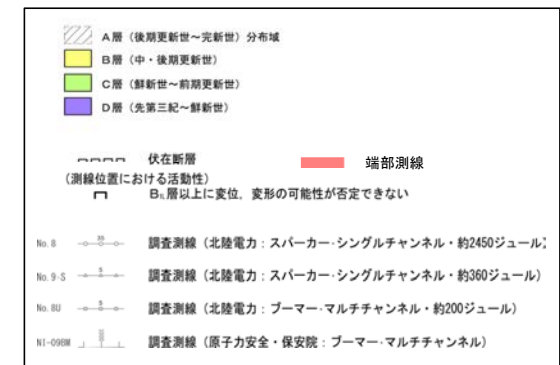 A層（後期更新世～完新世）分布域
B層（中・後期更新世）
C層（鮮新世～前期更新世）
D層（先第三紀～鮮新世）
伏在断層 端部測線
（測線位置における活動性）
B1L層以上に変位，変形の可能性が否定できない
No.8 調査測線（北陸電力：スパーカー・シングルチャンネル・約2450ジュール）
No.9-S 調査測線（北陸電力：スパーカー・シングルチャンネル・約360ジュール）
No.8U 調査測線（北陸電力：ブーマー・マルチチャンネル・約200ジュール）
NI-09BM 調査測線（原子力安全・保安院：ブーマー・マルチチャンネル）